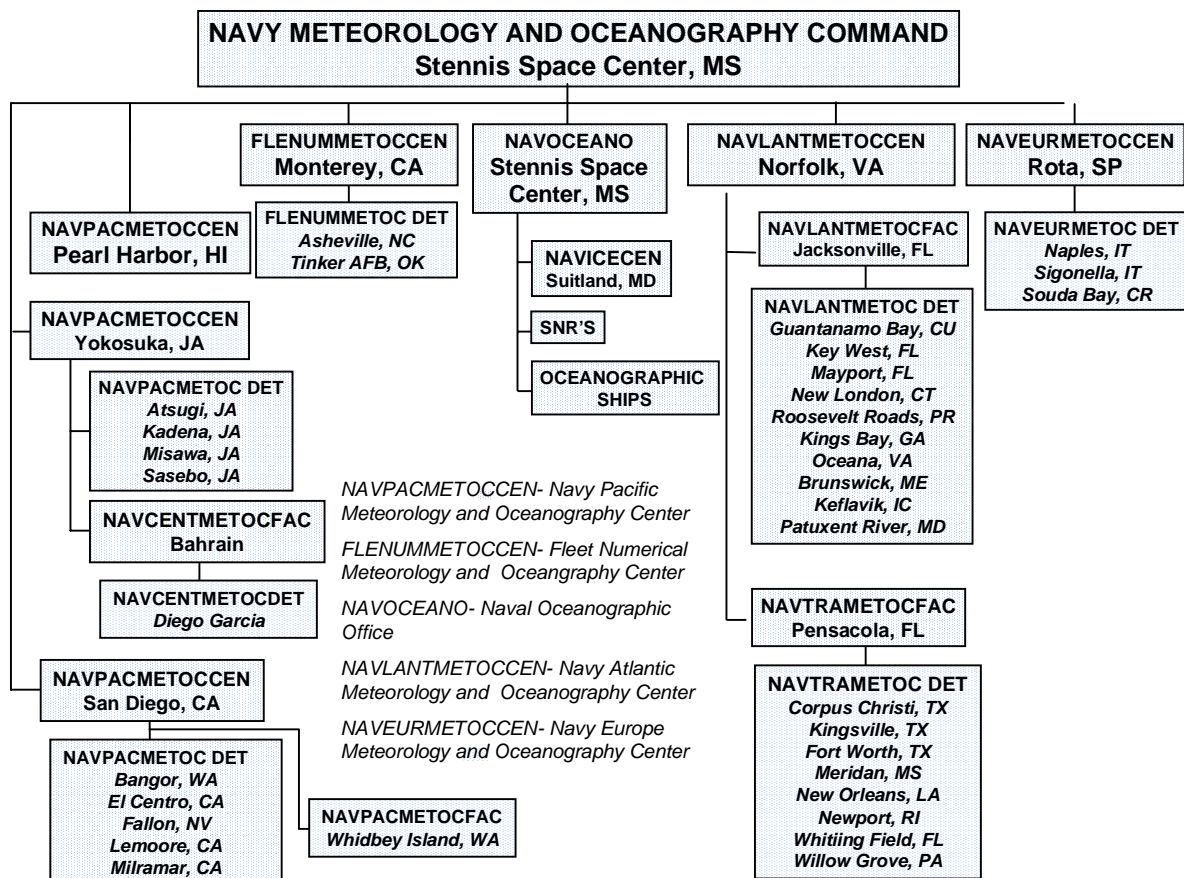 NAVY METEOROLOGY AND OCEANOGRAPHY COMMAND
Stennis Space Center, MS
FLENUMMETOCCEN
Monterey, CA
NAVOCEANO
Stennis Space
Center, MS
NAVLANTMETOCCEN
Norfolk, VA
NAVEURMETOCCEN
Rota, SP
NAVPACMETOCCEN
Pearl Harbor, HI
FLENUMMETOC DET
Asheville, NC
Tinker AFB, OK
NAVICECEN
Suitland, MD
SNR'S
OCEANOGRAPHIC
SHIPS
NAVLANTMETOCFAC
Jacksonville, FL
NAVEURMETOC DET
Naples, IT
Sigonella, IT
Souda Bay, CR
NAVLANTMETOC DET
Guantanamo Bay, CU
Key West, FL
Mayport, FL
New London, CT
Roosevelt Roads, PR
Kings Bay, GA
Oceana, VA
Brunswick, ME
Keflavik, IC
Patuxent River, MD
NAVPACMETOCCEN
Yokosuka, JA
NAVPACMETOC DET
Atsugi, JA
Kadena, JA
Misawa, JA
Sasebo, JA
NAVCENTMETOCFAC
Bahrain
NAVCENTMETOCDET
Diego Garcia
NAVPACMETOCCEN- Navy Pacific
Meteorology and Oceanography Center
FLENUMMETOCCEN- Fleet Numerical
Meteorology and Oceangraphy Center
NAVOCEANO- Naval Oceanographic
Office
NAVLANTMETOCCEN- Navy Atlantic
Meteorology and Oceanography Center
NAVEURMETOCCEN- Navy Europe
Meteorology and Oceanography Center
NAVTRAMETOCFAC
Pensacola, FL
NAVTRAMETOC DET
Corpus Christi, TX
Kingsville, TX
Fort Worth, TX
Meridan, MS
New Orleans, LA
Newport, RI
Whitiing Field, FL
Willow Grove, PA
NAVPACMETOCCEN
San Diego, CA
NAVPACMETOC DET
Bangor, WA
El Centro, CA
Fallon, NV
Lemoore, CA
Milramar, CA
NAVPACMETOCFAC
Whidbey Island, WA